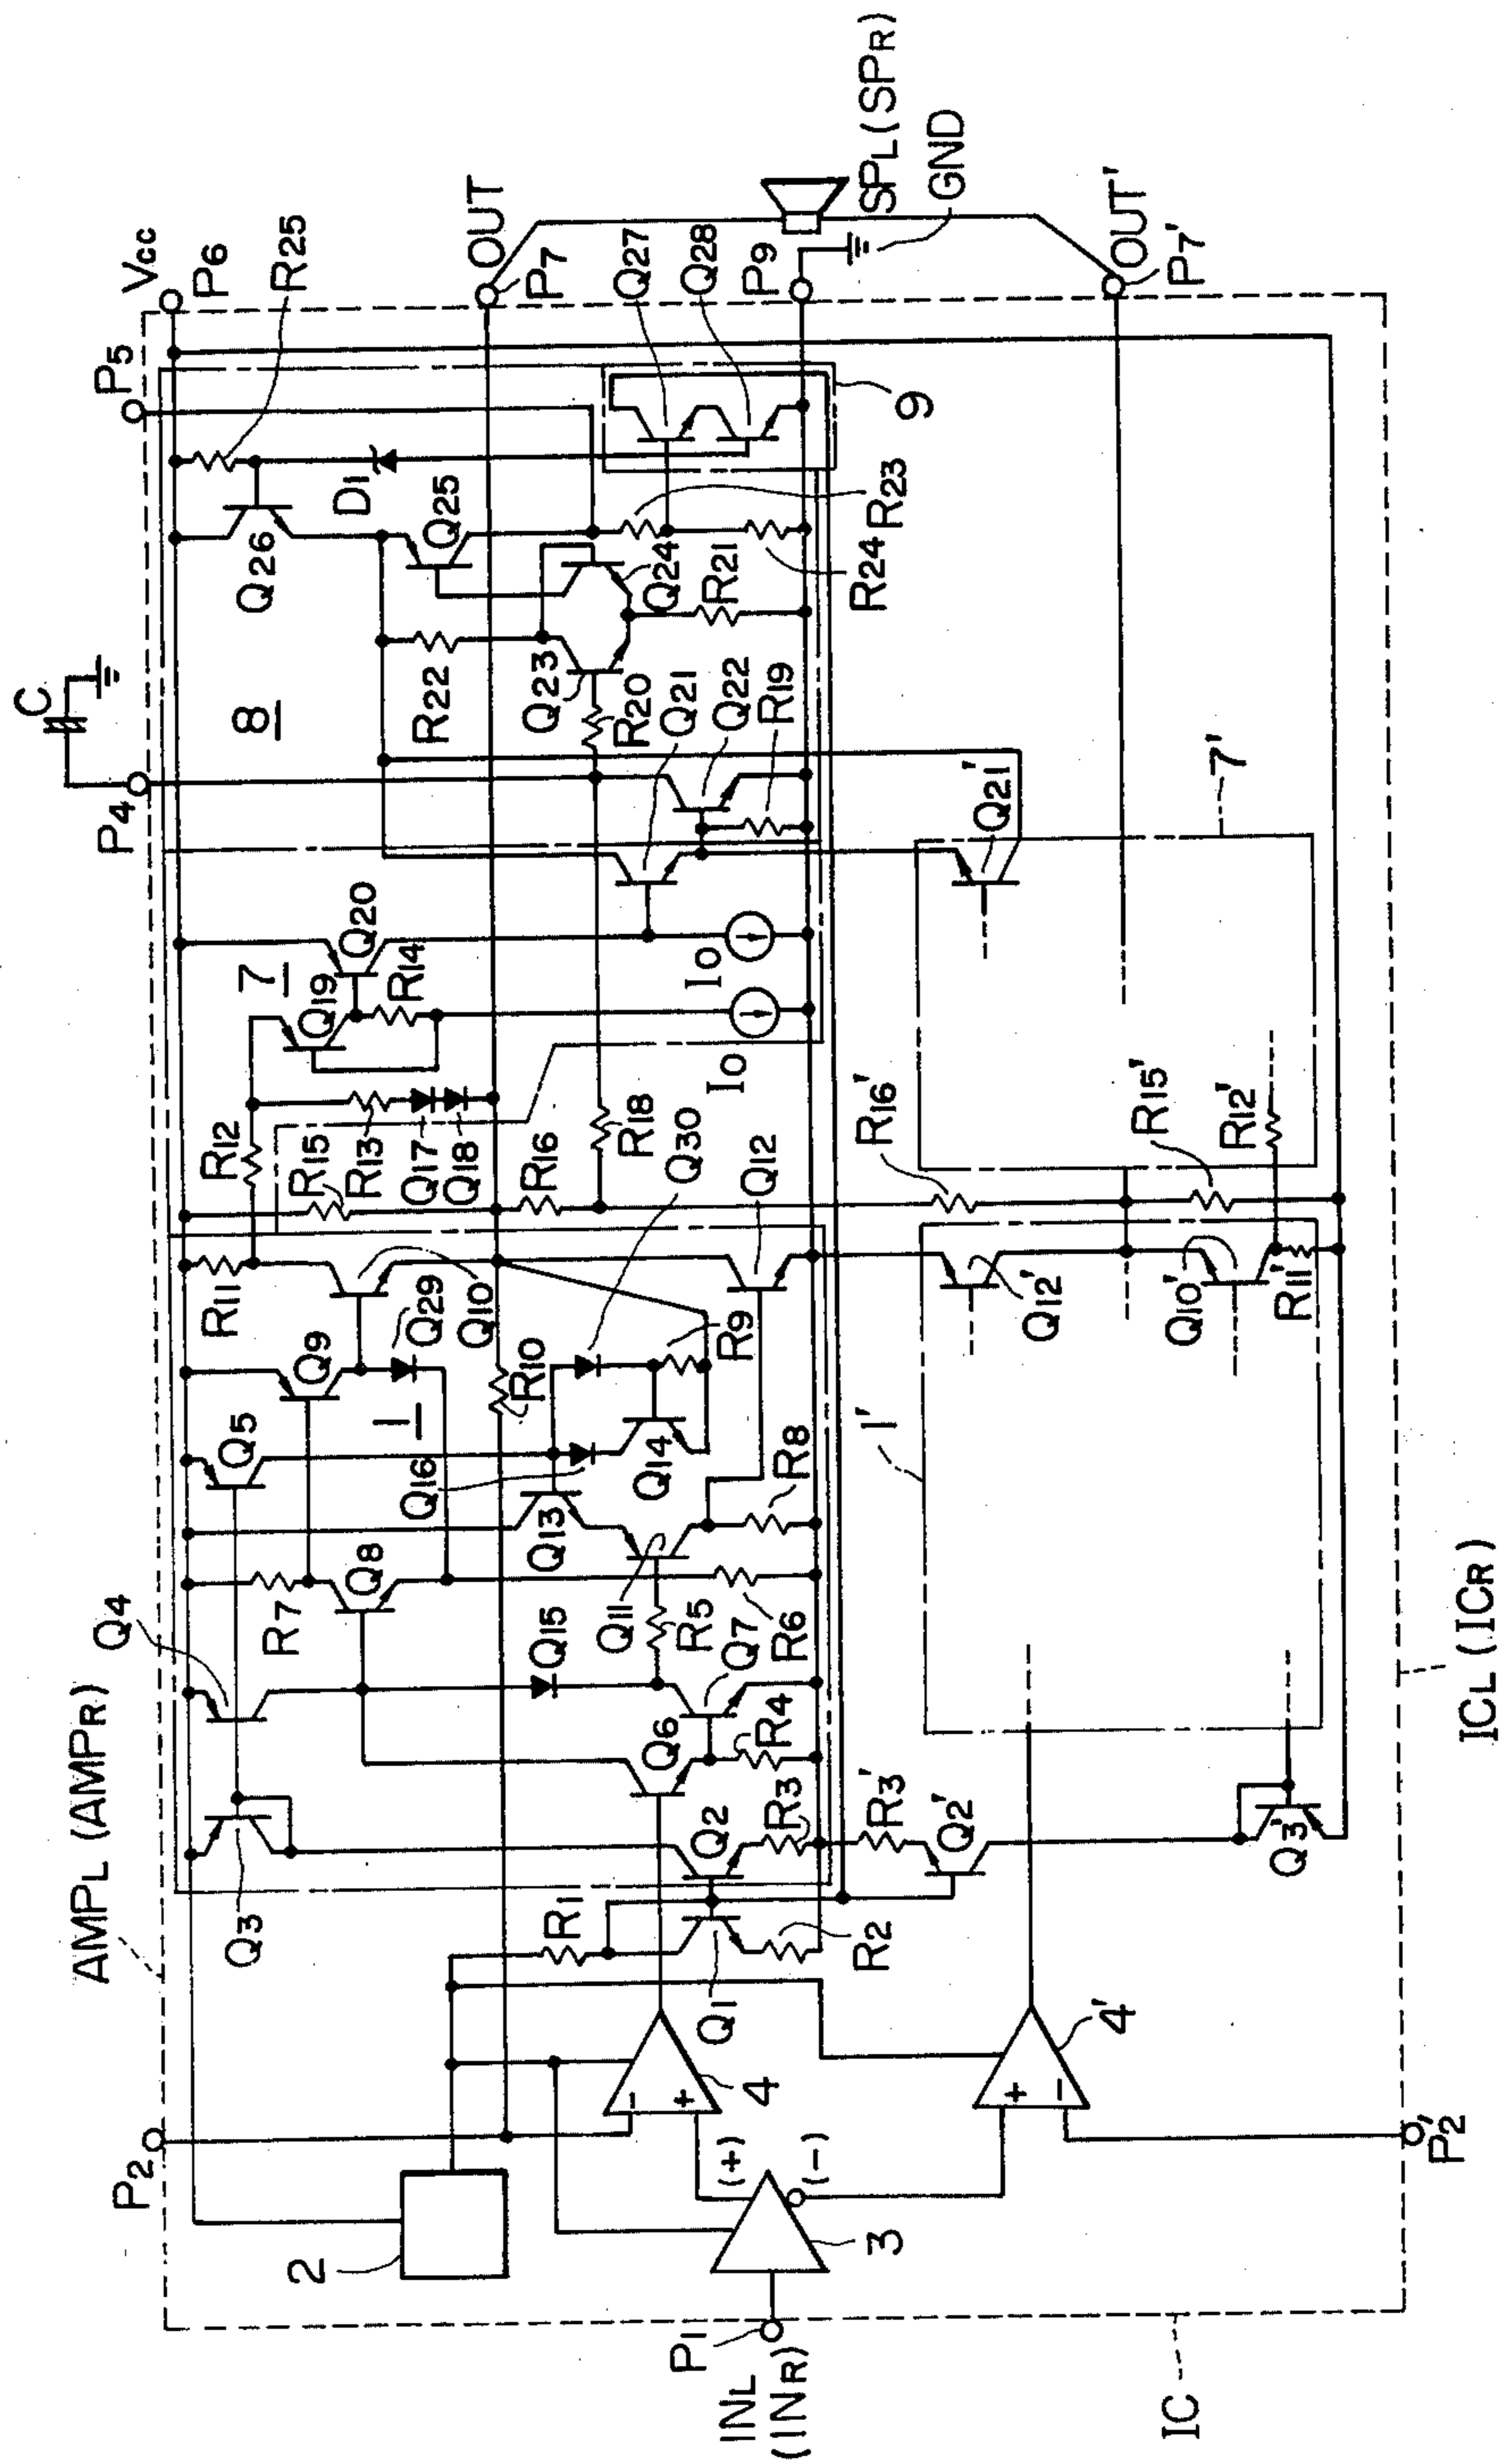 AMPL (AMPR)
P2
Q3
Q4
R7
Q5
Q9
R11
R12
R15
R13
Q17
Q18
Q19
7
Q20
R14
P4
C
8
Q26
D1
P5
R25
P6
Vcc
2
1
Q8
Q29
Q10
Q16
R10
R16
R22
Q25
OUT
P7
R1
Q6
Q15
Q11
Q13
Q14
Q30
R9
R18
Io
Io
Q23
R20
Q24
Q21
Q22
R19
R21
R23
R24
Q27
Q28
9
P9
SPL (SPR)
GND
Q1
R2
Q2
R3
R4
Q7
R5
R6
R8
Q12
4
-
+
(+)
(-)
3
P1
INL
(INR)
R3'
Q2'
Q3'
4'
+
-
P2'
1'
Q12'
Q10'
R11'
R16'
R15'
R12'
Q21'
7'
OUT'
P7'
IC
ICL (ICR)